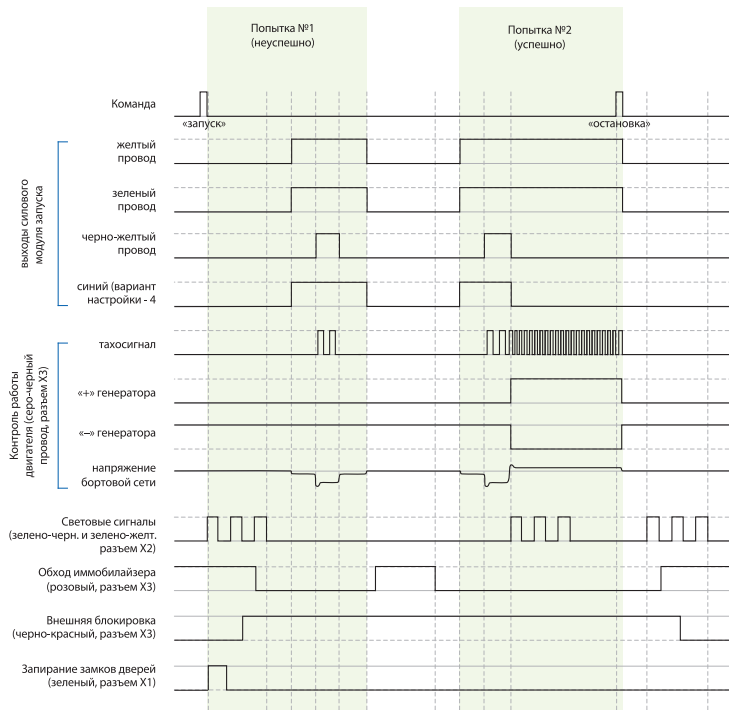 Попытка №1
(неуспешно)
Попытка №2
(успешно)
Команда
«запуск»
«остановка»
выходы силового
модуля запуска
желтый
провод
зеленый
провод
черно-желтый
провод
синий (вариант
настройки - 4
Контроль работы
двигателя (серо-черный
провод, разъем X3)
тахосигнал
«+» генератора
«–» генератора
напряжение
бортовой сети
Световые сигналы
(зелено-черн. и зелено-желт.
разъем X2)
Обход иммобилайзера
(розовый, разъем X3)
Внешняя блокировка
(черно-красный, разъем X3)
Запирание замков дверей
(зеленый, разъем X1)